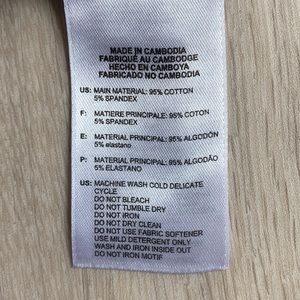 MADE IN CAMBODIA
FABRIQUÉ AU CAMBODGE
HECHO EN CAMBOYA
FABRICADO NO CAMBODIA
US: MAIN MATERIAL: 95% COTTON
5% SPANDEX
F: MATIERE PRINCIPAL: 95% COTON
5% SPANDEX
E: MATERIAL PRINCIPAL: 95% ALGODÓN
5% elastano
P: MATERIAL PRINCIPAL: 95% ALGODÃO
5% elastano
US: MACHINE WASH COLD DELICATE
CYCLE
DO NOT BLEACH
DO NOT TUMBLE DRY
DO NOT IRON
DO NOT DRY CLEAN
DO NOT USE FABRIC SOFTENER
USE MILD DETERGENT ONLY
WASH AND IRON INSIDE OUT
DO NOT IRON MOTIF